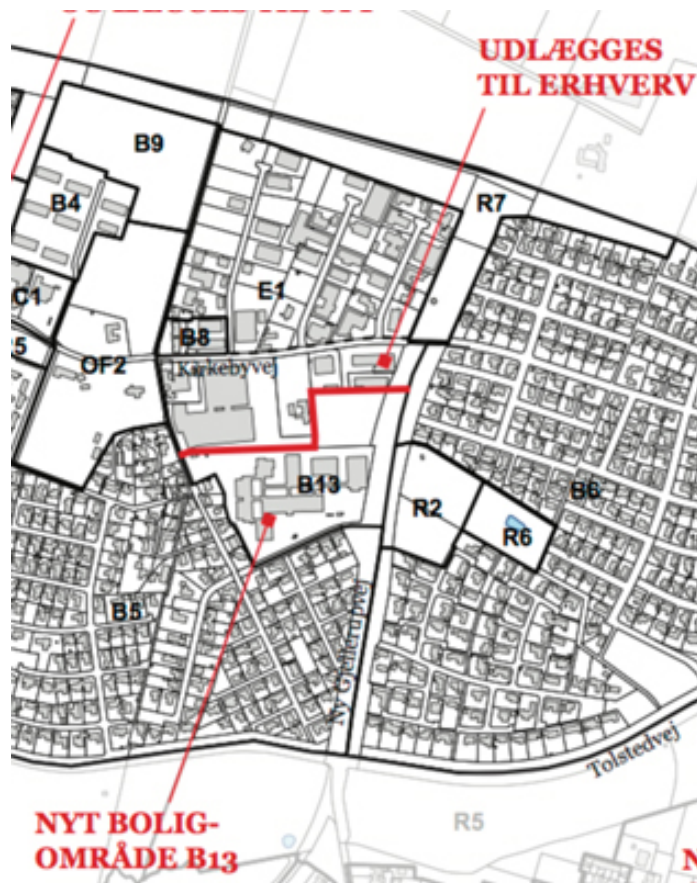 UDLÆGGES
TIL ERHVERV
B9
B4
R7
C1
E1
B8
5
OF2
Kirkebyvej
B13
R2
B6
R6
B5
Ny Gjellerupvej
Tolstedvej
R5
NYT BOLIG-
OMRÅDE B13
N